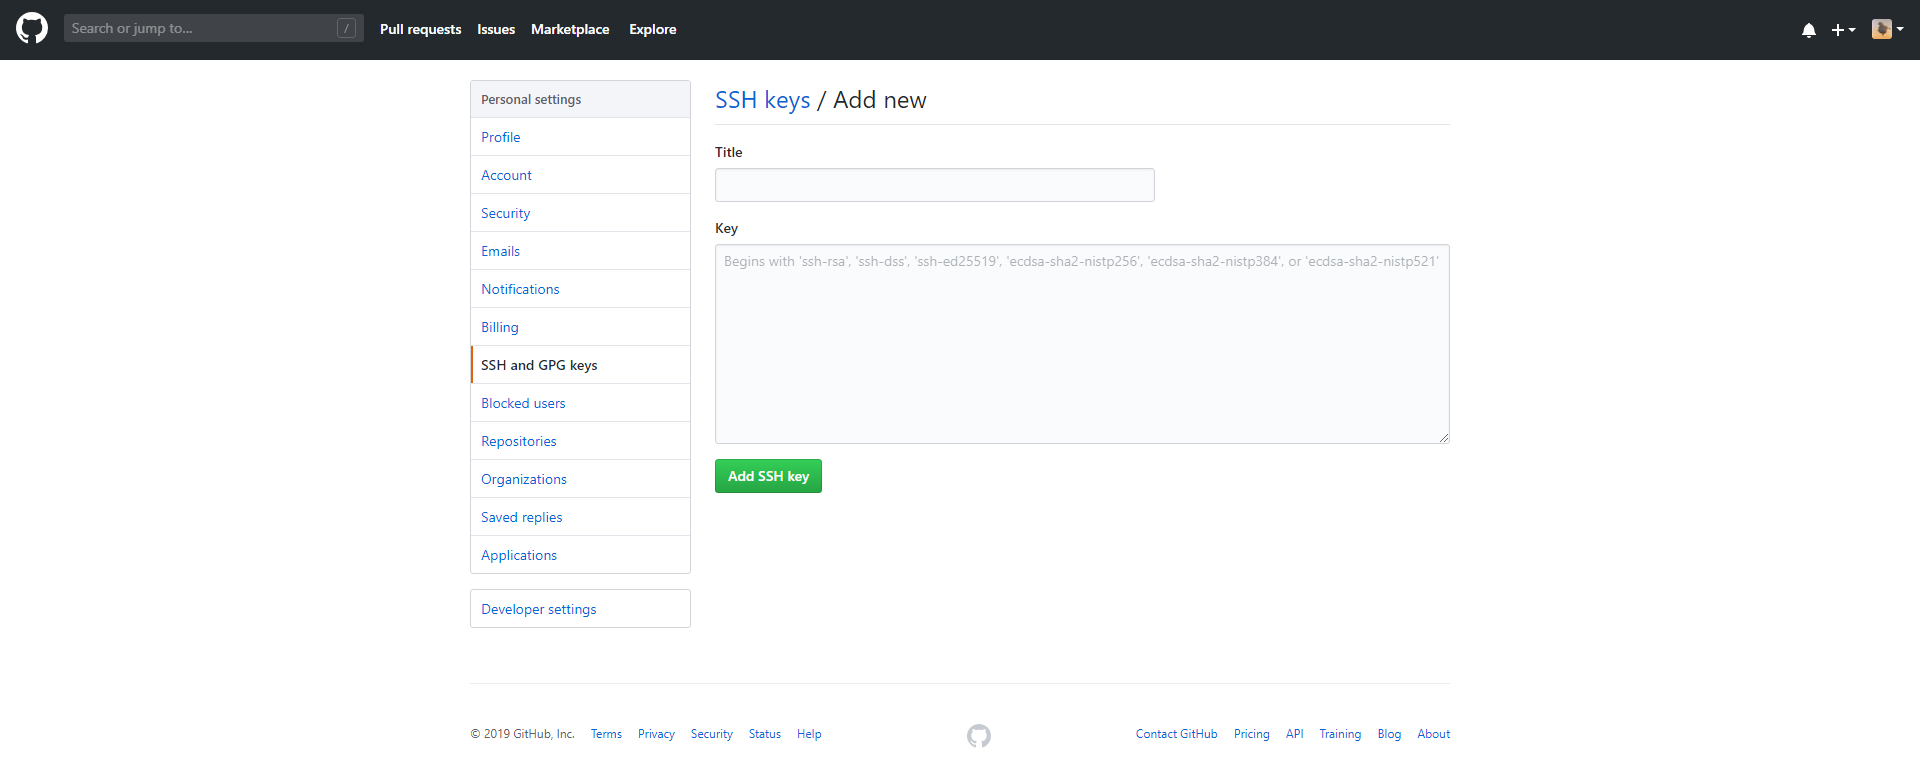 Search or jump to... /
Pull requests Issues Marketplace Explore
Personal settings
Profile
Account
Security
Emails
Notifications
Billing
SSH and GPG keys
Blocked users
Repositories
Organizations
Saved replies
Applications
Developer settings
SSH keys / Add new
Title
Key
Begins with 'ssh-rsa', 'ssh-dss', 'ssh-ed25519', 'ecdsa-sha2-nistp256', 'ecdsa-sha2-nistp384', or 'ecdsa-sha2-nistp521'
Add SSH key
© 2019 GitHub, Inc. Terms Privacy Security Status Help
Contact GitHub Pricing API Training Blog About